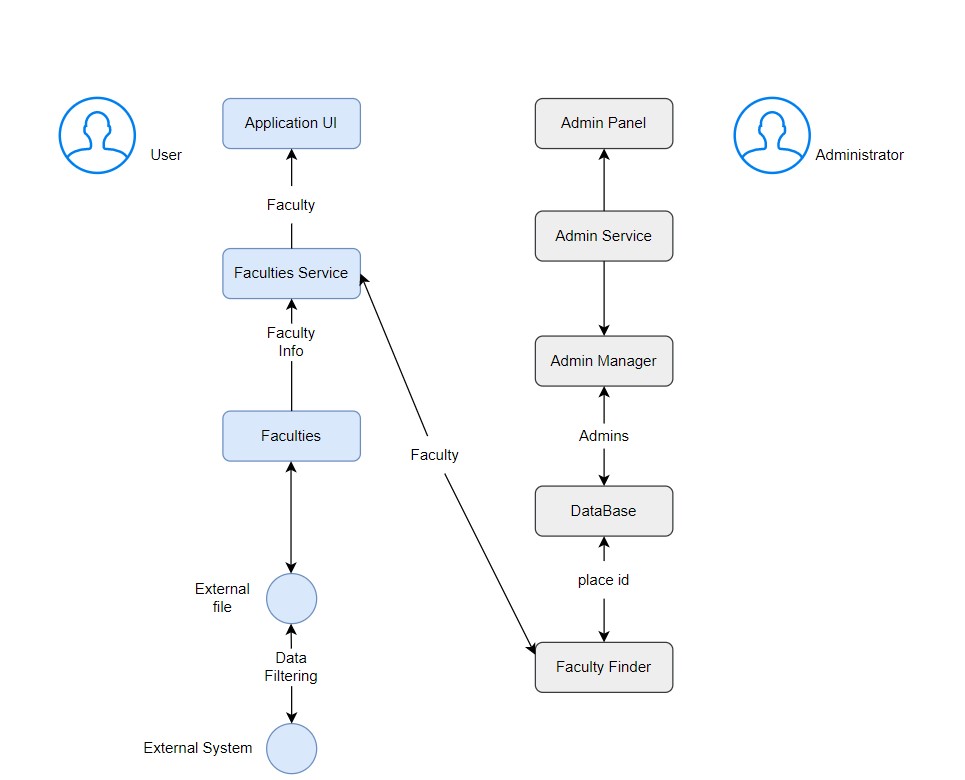 User
Application UI
Admin Panel
Administrator
Faculty
Admin Service
Faculties Service
Faculty
Info
Admin Manager
Faculties
Admins
Faculty
DataBase
External
file
place id
Data
Filtering
Faculty Finder
External System